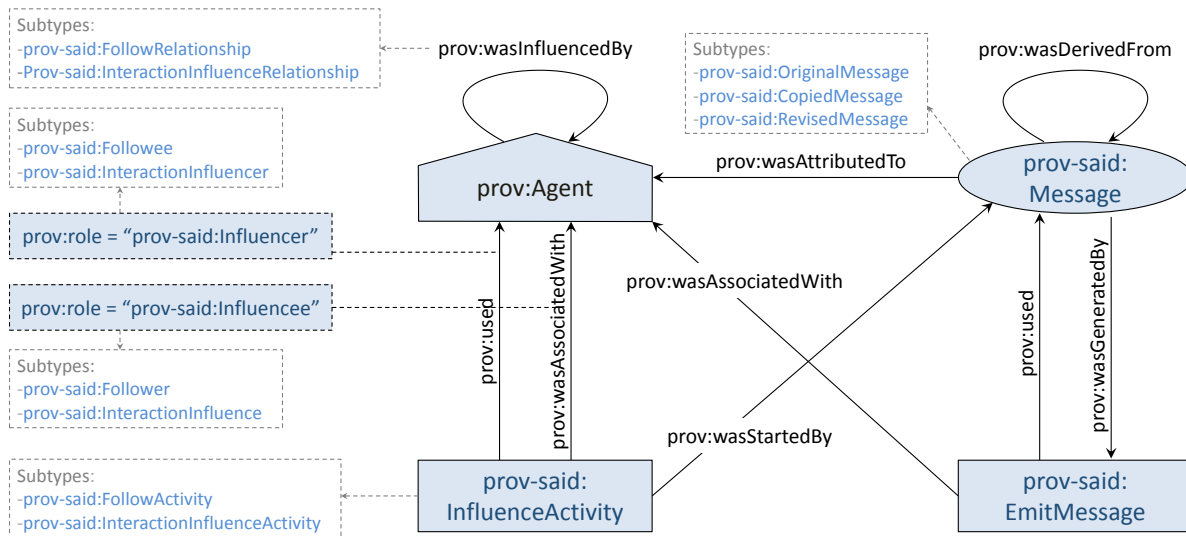 Subtypes:
-prov-said:FollowRelationship
-Prov-said:InteractionInfluenceRelationship
prov:wasInfluencedBy
Subtypes:
-prov-said:OriginalMessage
-prov-said:CopiedMessage
-prov-said:RevisedMessage
prov:wasDerivedFrom
Subtypes:
-prov-said:Followee
-prov-said:InteractionInfluencer
prov:Agent
prov:wasAttributedTo
prov-said:
Message
prov:role = “prov-said:Influencer”
prov:role = “prov-said:Influencee”
prov:used
prov:wasAssociatedWith
prov:wasAssociatedWith
prov:used
prov:wasGeneratedBy
Subtypes:
-prov-said:Follower
-prov-said:InteractionInfluence
prov:wasStartedBy
Subtypes:
-prov-said:FollowActivity
-prov-said:InteractionInfluenceActivity
prov-said:
InfluenceActivity
prov-said:
EmitMessage